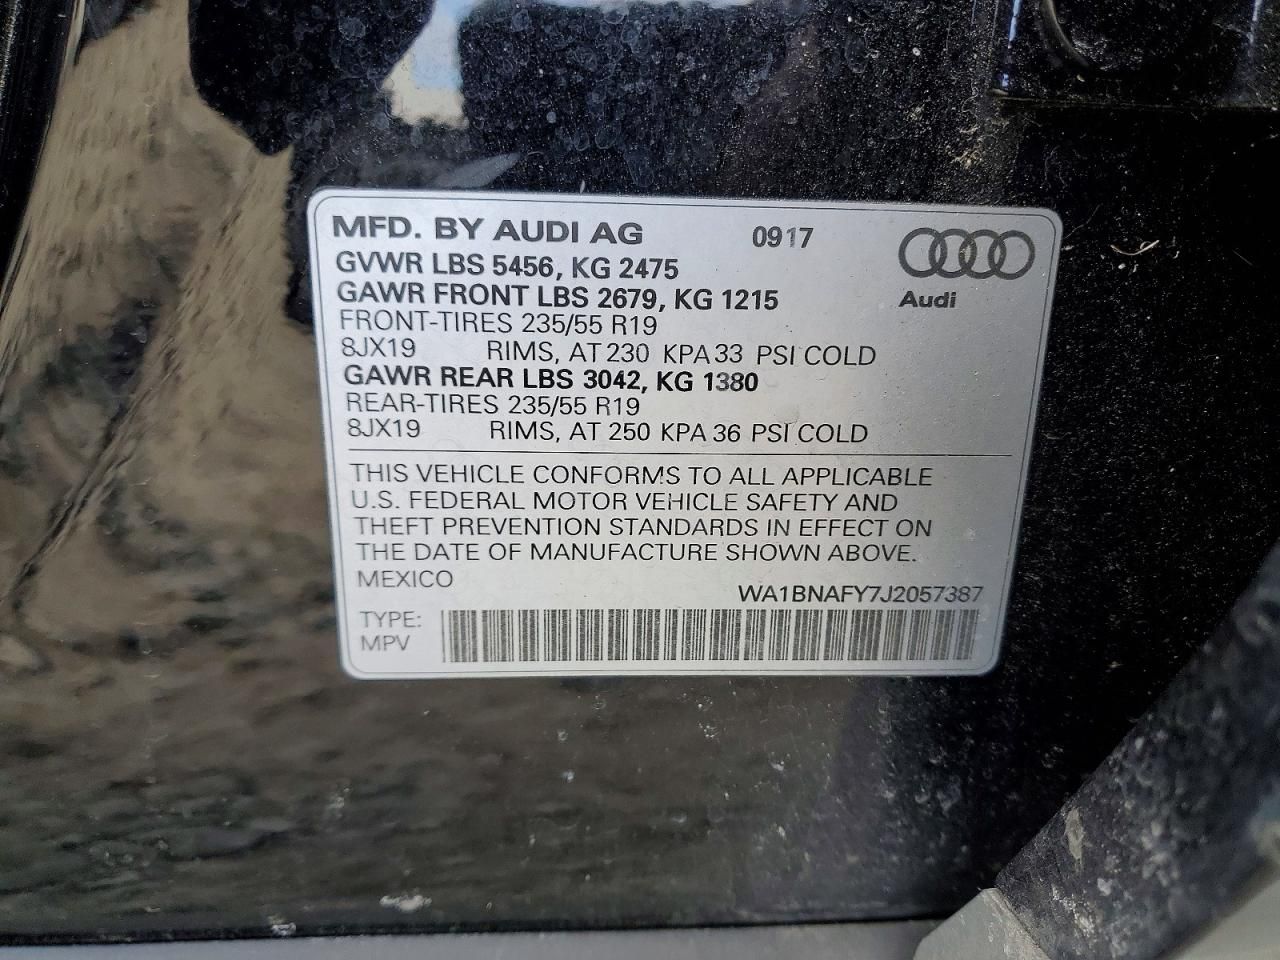 MFD. BY AUDI AG 0917
GVWR LBS 5456, KG 2475
GAWR FRONT LBS 2679, KG 1215
Audi
FRONT-TIRES 235/55 R19
8JX19 RIMS, AT 230 KPA 33 PSI COLD
GAWR REAR LBS 3042, KG 1380
REAR-TIRES 235/55 R19
8JX19 RIMS, AT 250 KPA 36 PSI COLD
THIS VEHICLE CONFORMS TO ALL APPLICABLE
U.S. FEDERAL MOTOR VEHICLE SAFETY AND
THEFT PREVENTION STANDARDS IN EFFECT ON
THE DATE OF MANUFACTURE SHOWN ABOVE.
MEXICO WA1BNAFY7J2057387
TYPE:
MPV